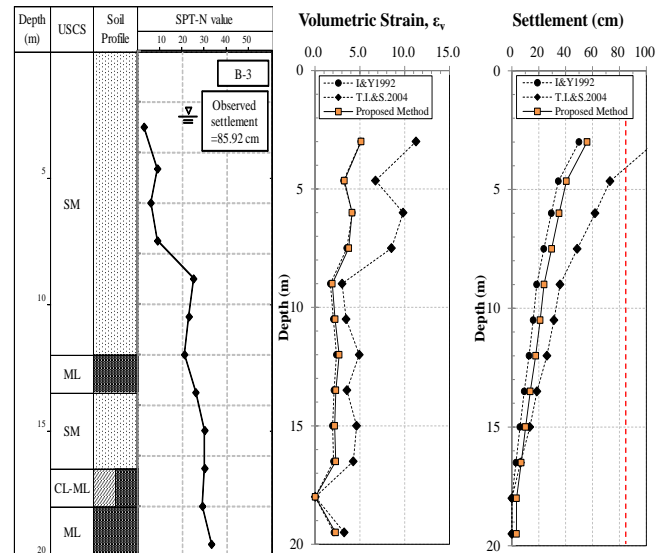 Depth
(m)
USCS
Soil
Profile
SPT-N value
10 20 30 40 50
B-3
Observed
settlement
=85.92 cm
5
SM
10
ML
15
SM
CL-ML
ML
20
Volumetric Strain, εv
0.0 5.0 10.0 15.0
0
I&Y1992
T.I.&S.2004
Proposed Method
5
Depth (m)
10
15
20
Settlement (cm)
0 20 40 60 80 100
0
I&Y1992
T.I.&S.2004
Proposed Method
5
Depth (m)
10
15
20